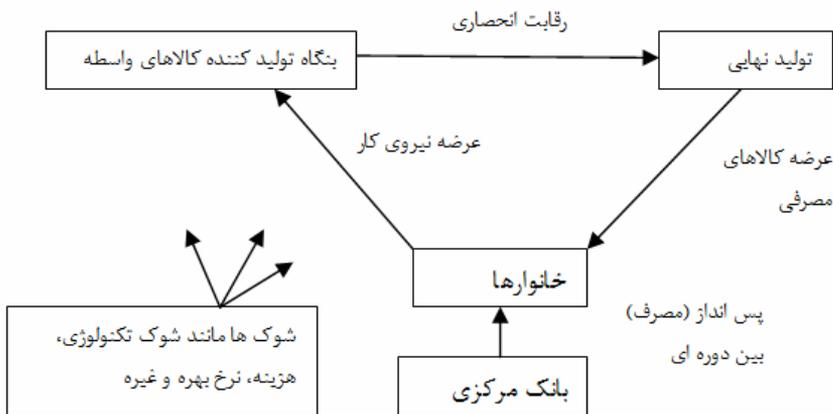 رقابت انحصاری
تولید نهایی
بنگاه تولید کننده کالاهای واسطه
عرضه نیروی کار
عرضه کالاهای
مصرفی
خانوارها
پس انداز (مصرف)
بین دوره ای
شوک ها مانند شوک تکنولوژی،
هزینه، نرخ بهره و غیره
بانک مرکزی